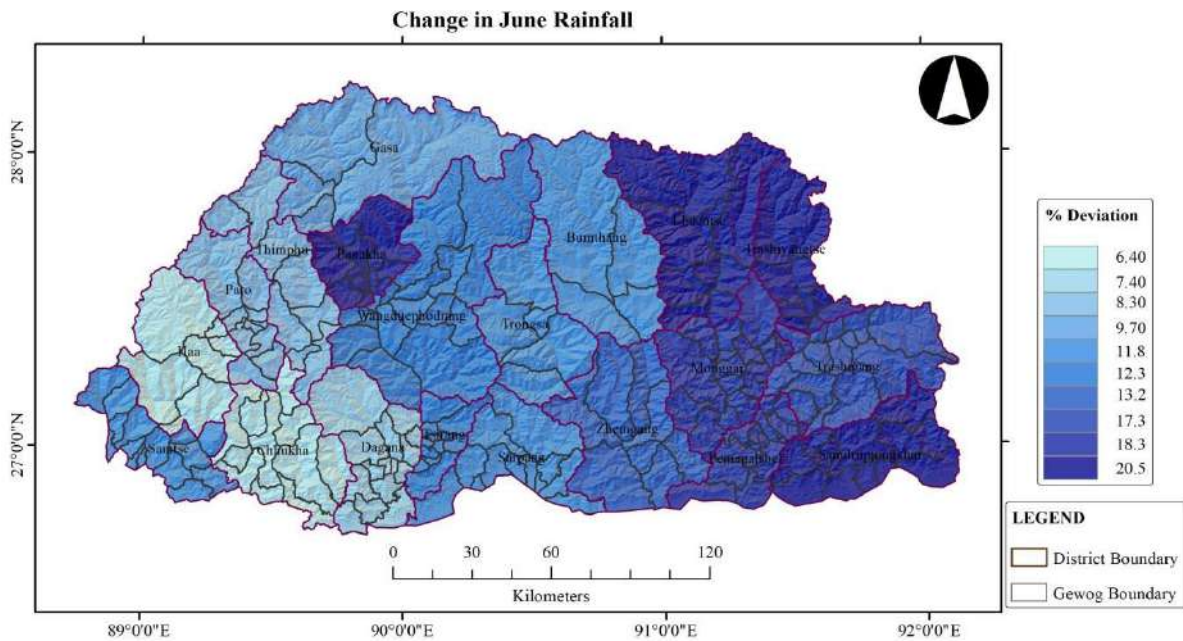 Change in June Rainfall
28°0'0"N
27°0'0"N
Gasa
Punakha
Thimphu
Paro
Haa
Samtse
Chhukha
Dagana
Tsirang
Sarpang
Wangduephodrang
Trongsa
Bumthang
Zhemgang
Lhuentse
Trashiyangtse
Monggar
Trashigang
Pemagatshel
Samdrupjongkhar
% Deviation
6.40
7.40
8.30
9.70
11.8
12.3
13.2
17.3
18.3
20.5
LEGEND
District Boundary
Gewog Boundary
0 30 60 120
Kilometers
89°0'0"E 90°0'0"E 91°0'0"E 92°0'0"E